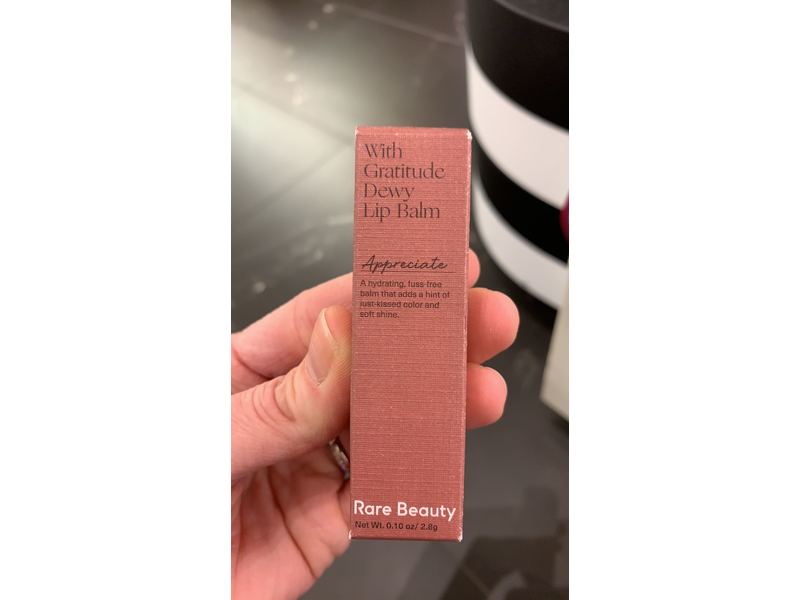 With
Gratitude
Dewy
Lip Balm
Appreciate
A hydrating, fuss-free
balm that adds a hint of
just-kissed color and
soft shine.
Rare Beauty
Net Wt. 0.10 oz/ 2.8g